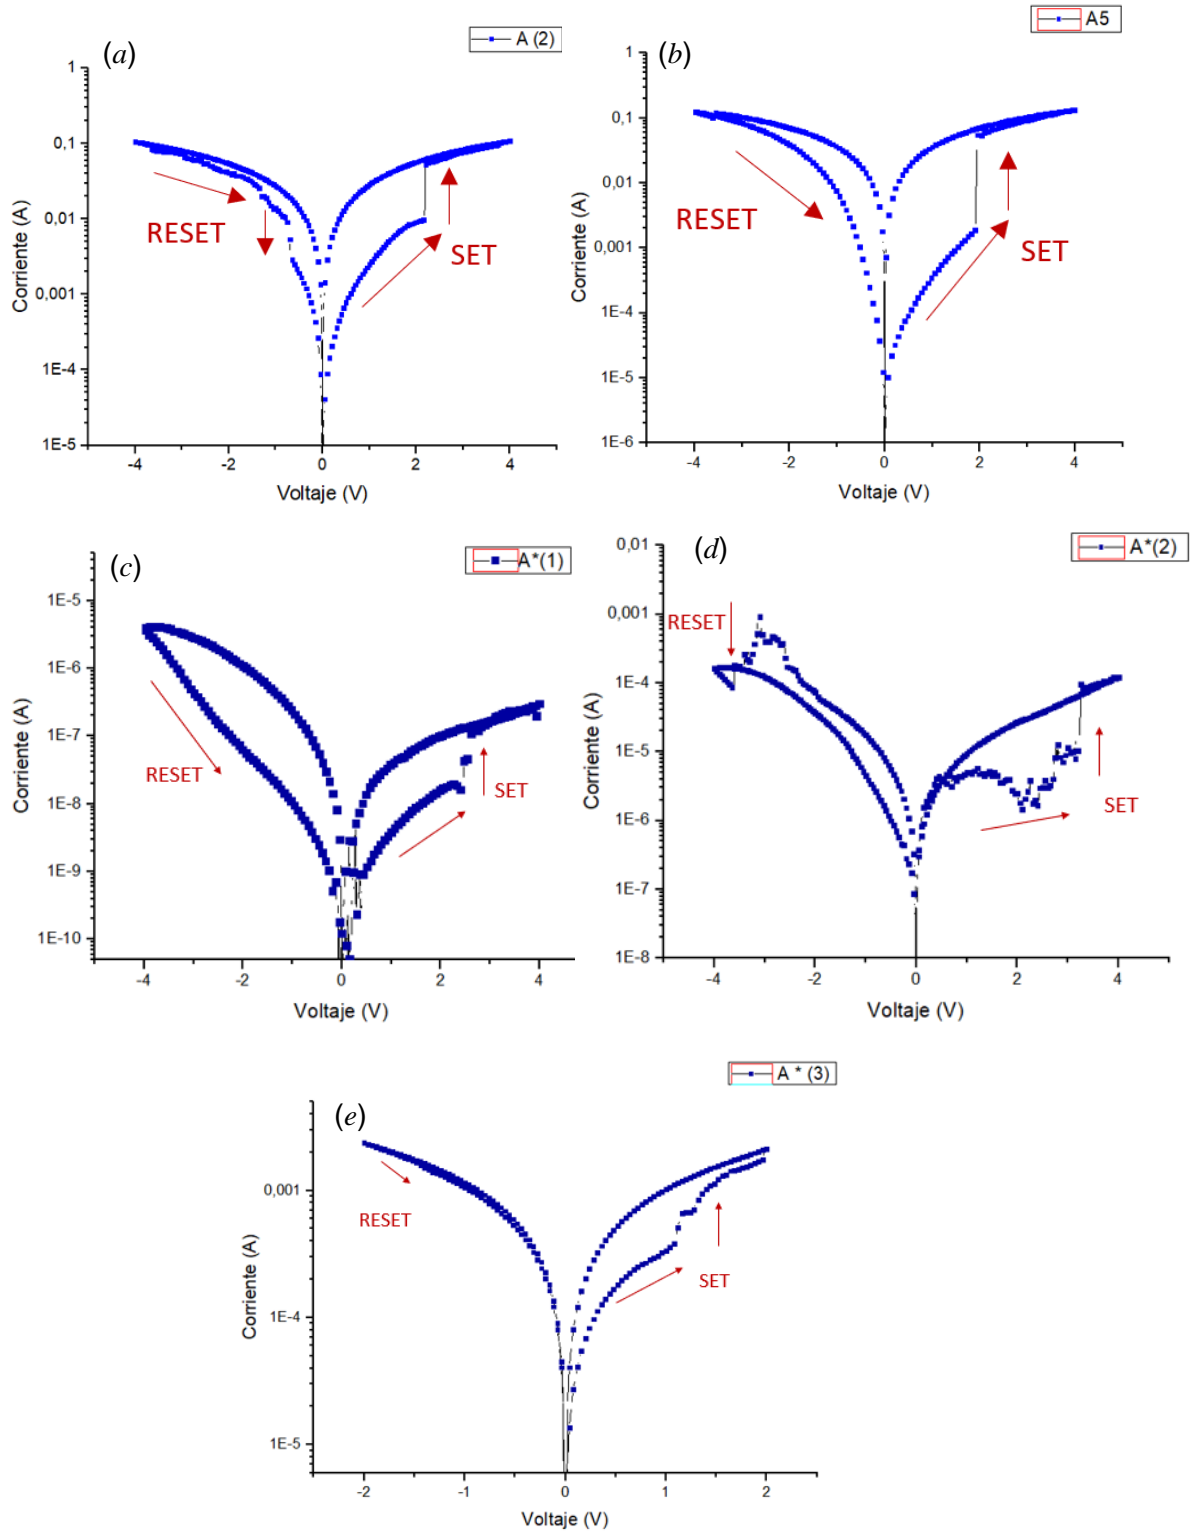 (a)
A (2)
1
0,1
0,01
0,001
1E-4
1E-5
Corriente (A)
RESET
SET
-4
-2
0
2
4
Voltaje (V)
(b)
A5
1
0,1
0,01
0,001
1E-4
1E-5
1E-6
Corriente (A)
RESET
SET
-4
-2
0
2
4
Voltaje (V)
(c)
A*(1)
1E-5
1E-6
1E-7
1E-8
1E-9
1E-10
Corriente (A)
RESET
SET
-4
-2
0
2
4
Voltaje (V)
(d)
A*(2)
0,01
0,001
1E-4
1E-5
1E-6
1E-7
1E-8
Corriente (A)
RESET
SET
-4
-2
0
2
4
Voltaje (V)
(e)
A * (3)
0,001
1E-4
1E-5
Corriente (A)
RESET
SET
-2
-1
0
1
2
Voltaje (V)